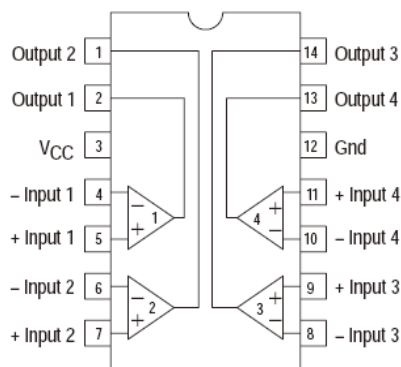 Output 2 1 14 Output 3
Output 1 2 13 Output 4
VCC 3 12 Gnd
– Input 1 4 – 1 + 4 11 + Input 4
+ Input 1 5 + – 10 – Input 4
– Input 2 6 – 2 + 3 9 + Input 3
+ Input 2 7 + – 8 – Input 3